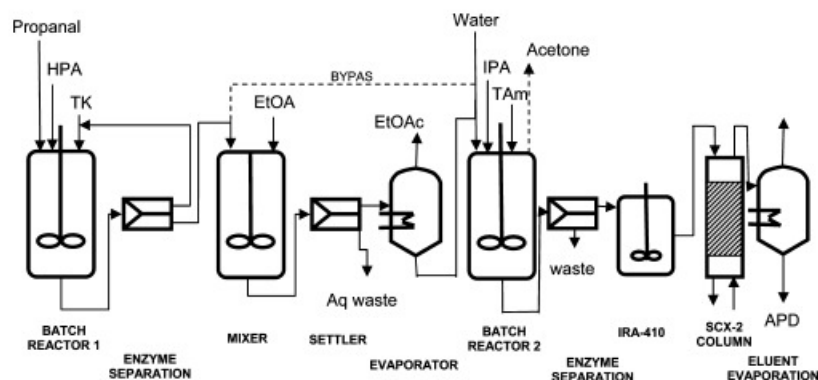 Propanal
HPA
TK
BYPAS
EtOA
EtOAc
Water
IPA
TAm
Acetone
Aq waste
waste
APD
BATCH
REACTOR 1
ENZYME
SEPARATION
MIXER
SETTLER
EVAPORATOR
BATCH
REACTOR 2
ENZYME
SEPARATION
IRA-410
SCX-2
COLUMN
ELUENT
EVAPORATION